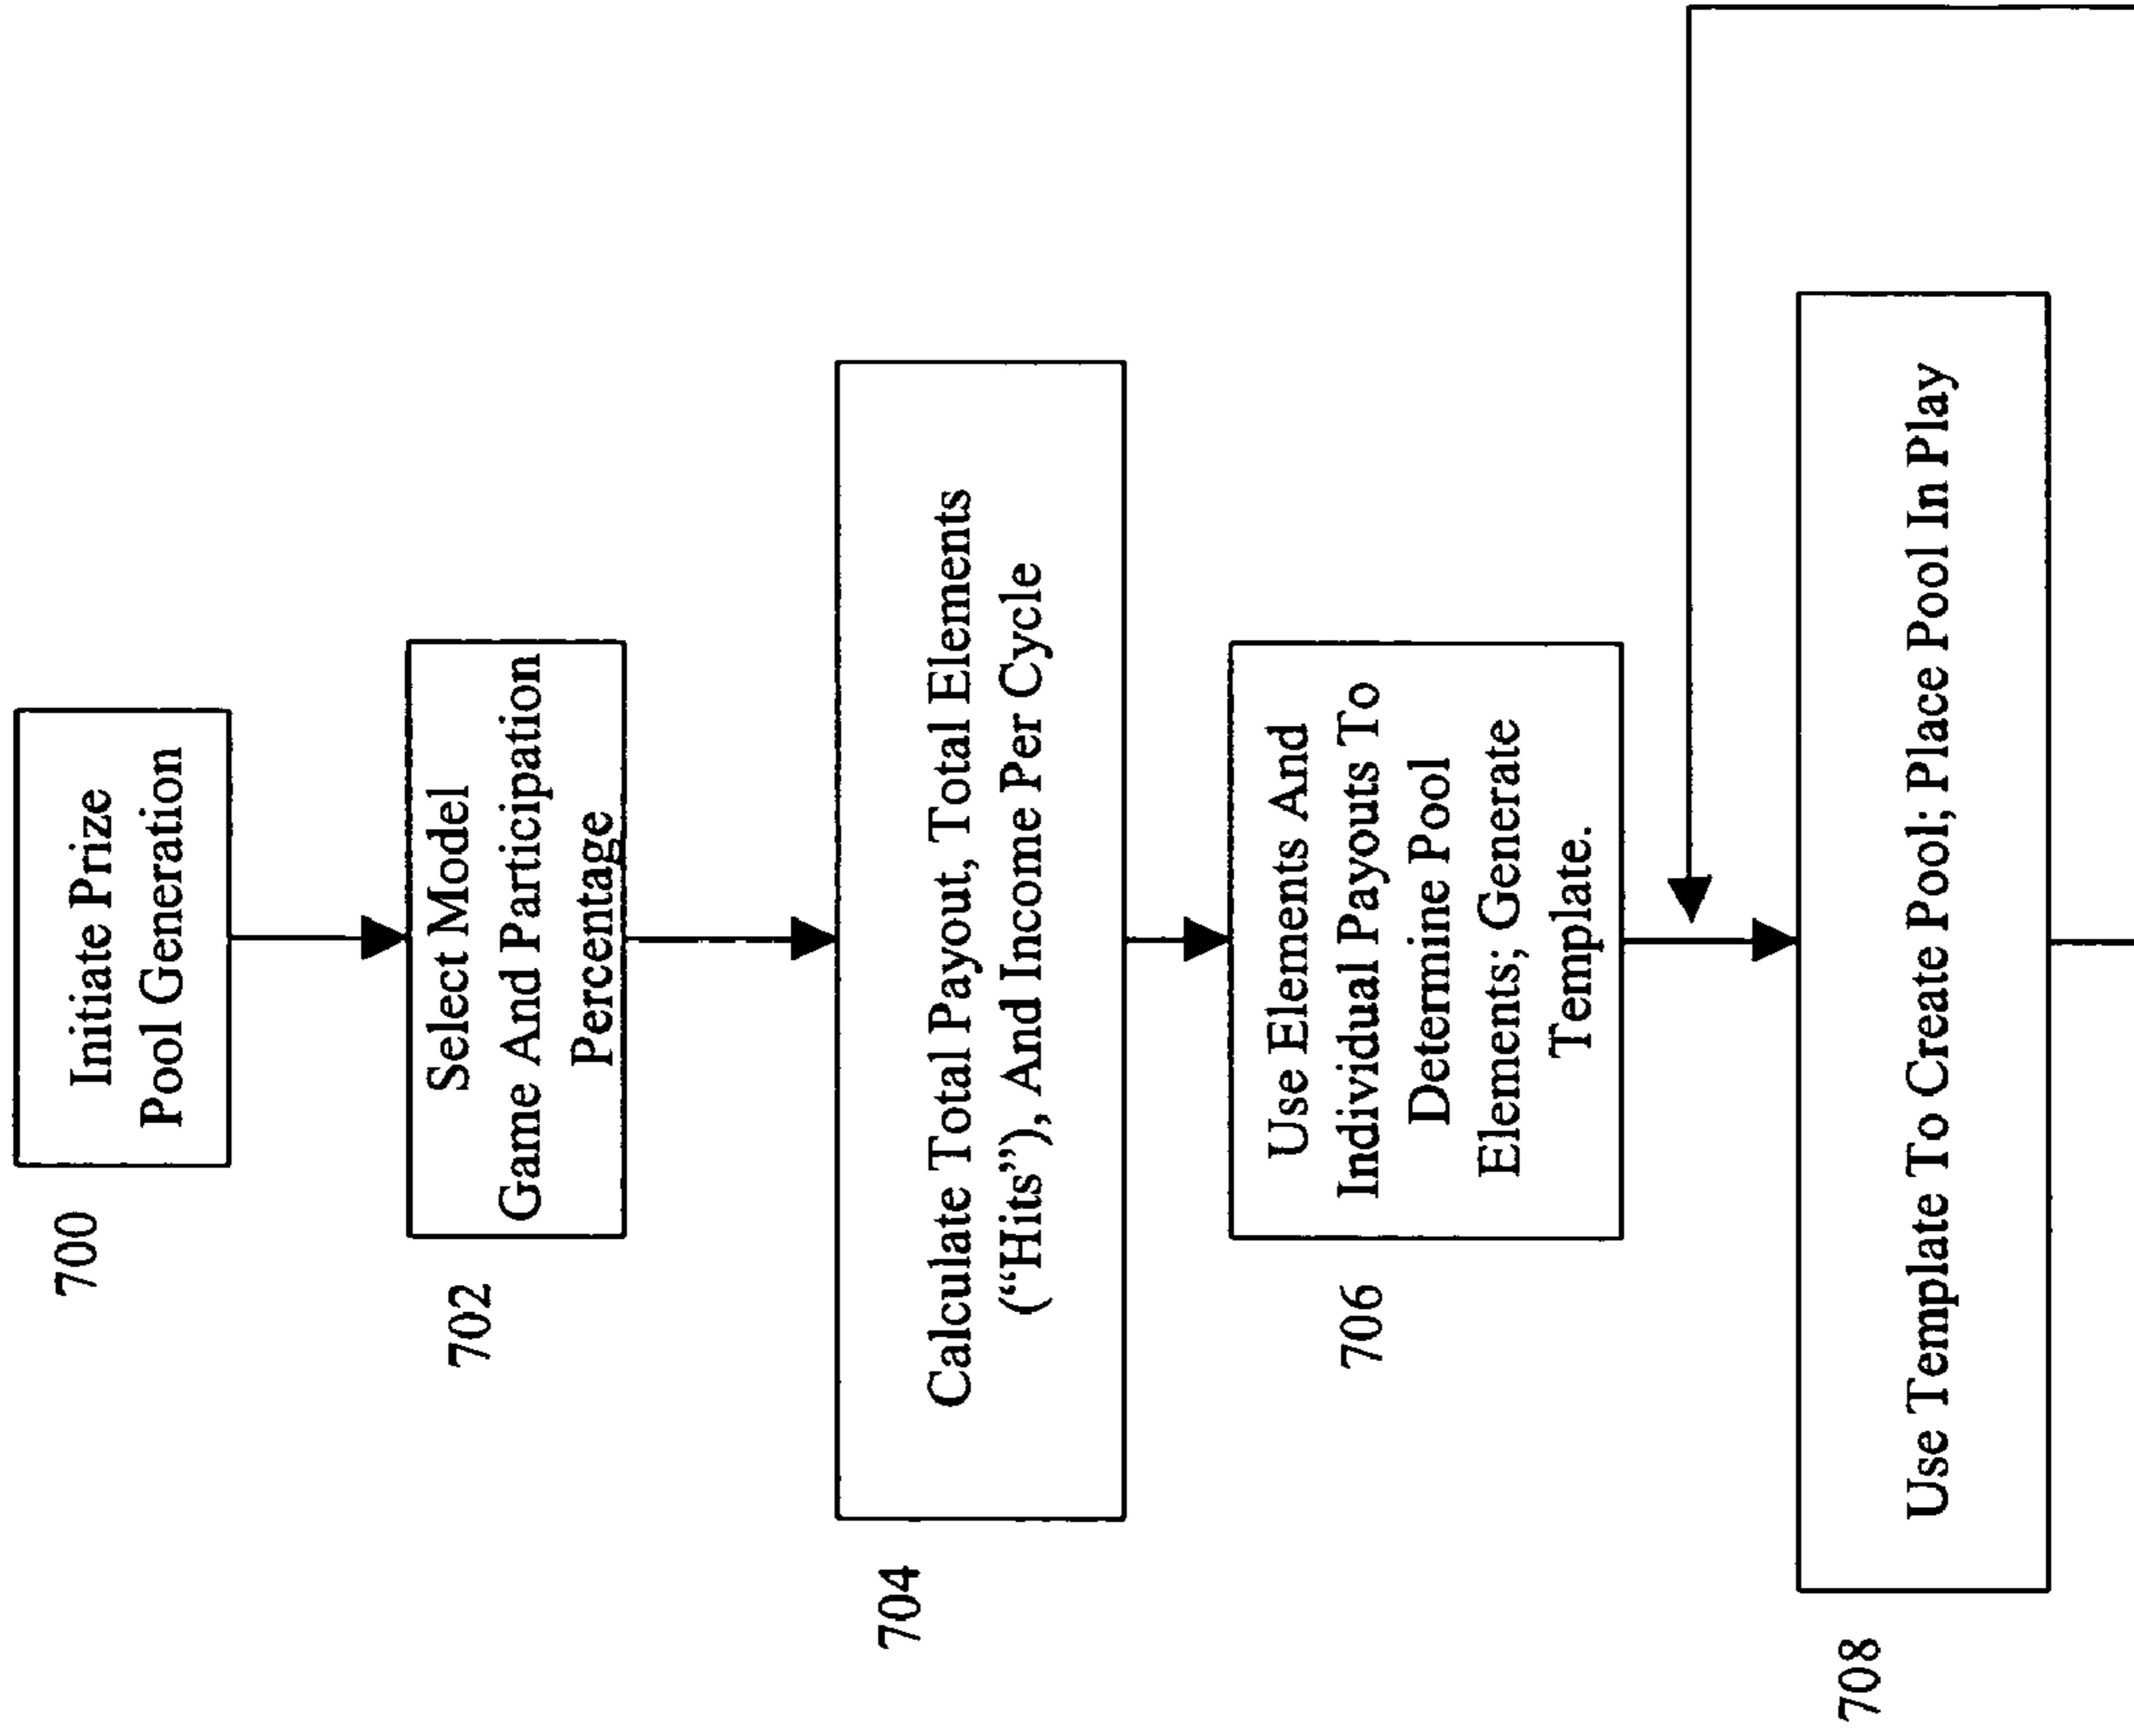 700
Initiate Prize
Pool Generation
702
Select Model
Game And Participation
Percentage
704
Calculate Total Payout, Total Elements
(“Hits”), And Income Per Cycle
706
Use Elements And
Individual Payouts To
Determine Pool
Elements; Generate
Template.
708
Use Template To Create Pool; Place Pool In Play